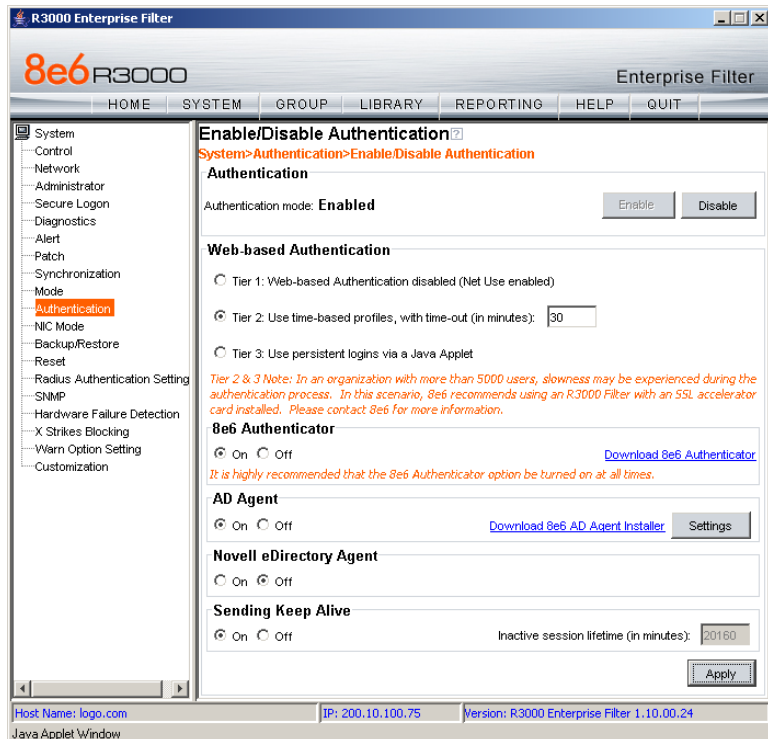 R3000 Enterprise Filter
8e6 R3000
Enterprise Filter
HOME SYSTEM GROUP LIBRARY REPORTING HELP QUIT
System
Control
Network
Administrator
Secure Logon
Diagnostics
Alert
Patch
Synchronization
Mode
Authentication
NIC Mode
Backup/Restore
Reset
Radius Authentication Setting
SNMP
Hardware Failure Detection
X Strikes Blocking
Warn Option Setting
Customization
Enable/Disable Authentication ?
System>Authentication>Enable/Disable Authentication
Authentication
Authentication mode: Enabled Enable Disable
Web-based Authentication
Tier 1: Web-based Authentication disabled (Net Use enabled)
Tier 2: Use time-based profiles, with time-out (in minutes): 30
Tier 3: Use persistent logins via a Java Applet
Tier 2 & 3 Note: In an organization with more than 5000 users, slowness may be experienced during the
authentication process. In this scenario, 8e6 recommends using an R3000 Filter with an SSL accelerator
card installed. Please contact 8e6 for more information.
8e6 Authenticator
On Off Download 8e6 Authenticator
It is highly recommended that the 8e6 Authenticator option be turned on at all times.
AD Agent
On Off Download 8e6 AD Agent Installer Settings
Novell eDirectory Agent
On Off
Sending Keep Alive
On Off Inactive session lifetime (in minutes): 20160
Apply
Host Name: logo.com IP: 200.10.100.75 Version: R3000 Enterprise Filter 1.10.00.24
Java Applet Window